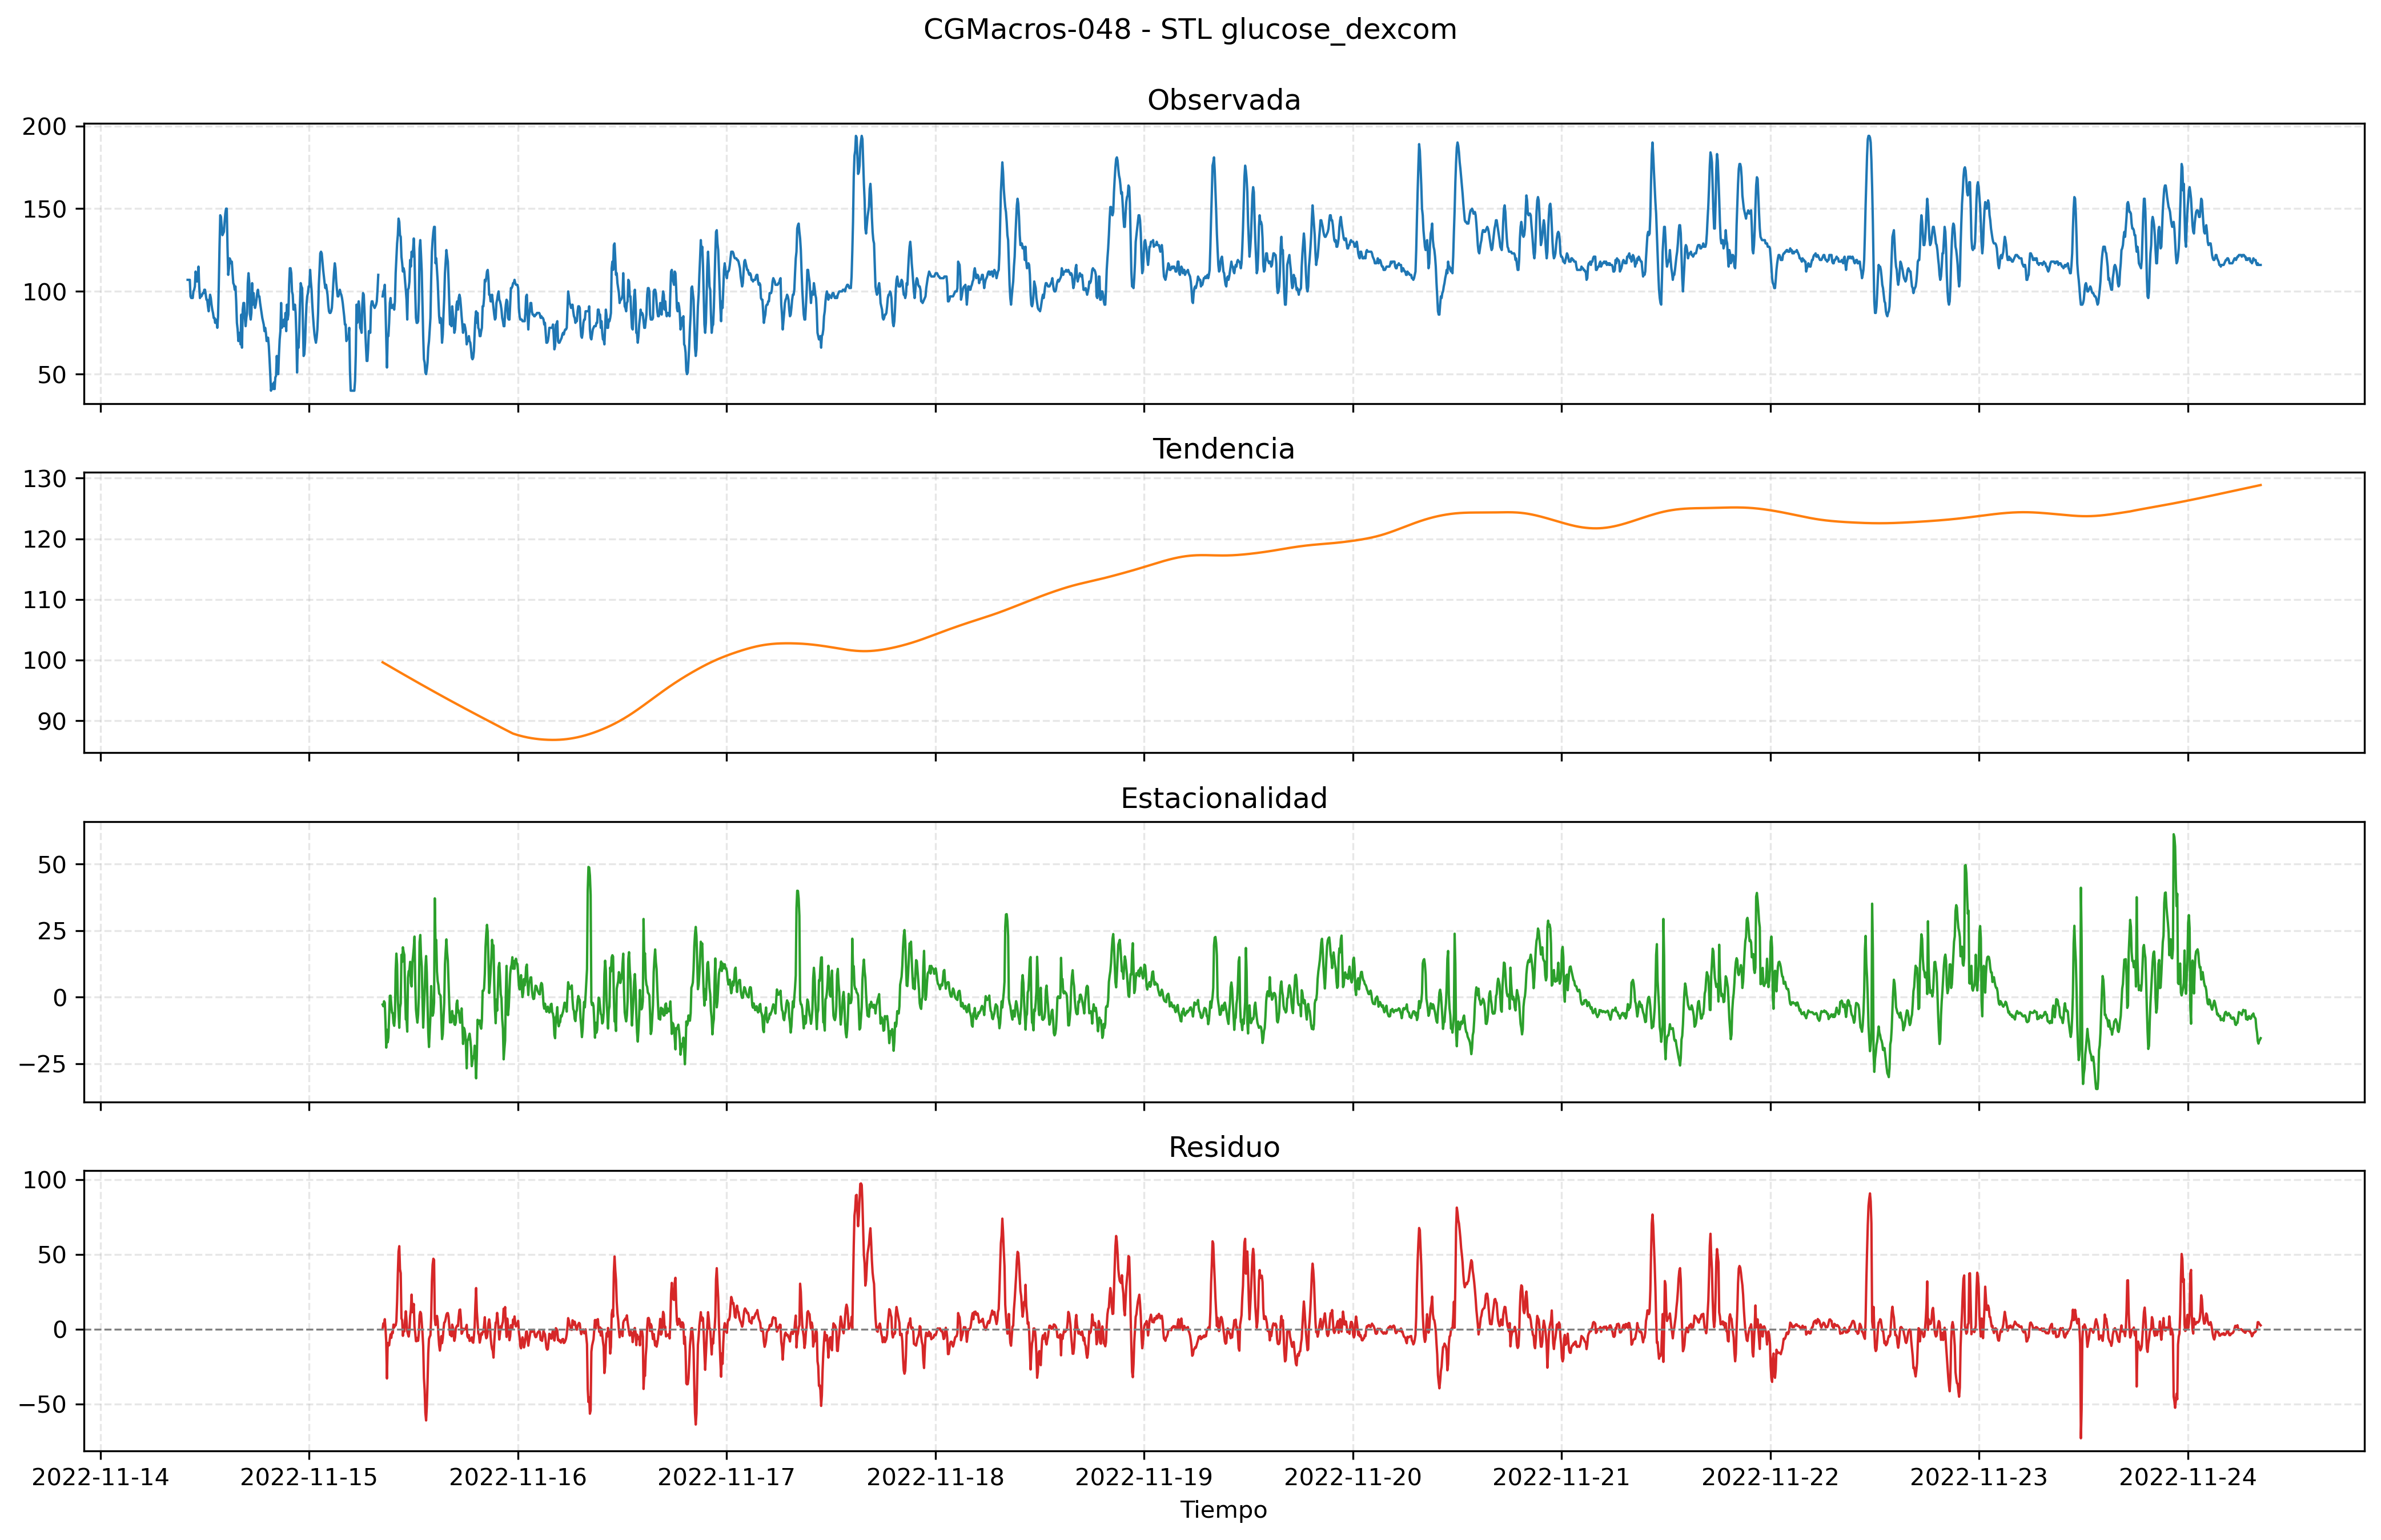 CGMacros-048 - STL glucose_dexcom
Observada
200
150
100
50
Tendencia
130
120
110
100
90
Estacionalidad
50
25
0
−25
Residuo
100
50
0
−50
2022-11-14 2022-11-15 2022-11-16 2022-11-17 2022-11-18 2022-11-19 2022-11-20 2022-11-21 2022-11-22 2022-11-23 2022-11-24
Tiempo